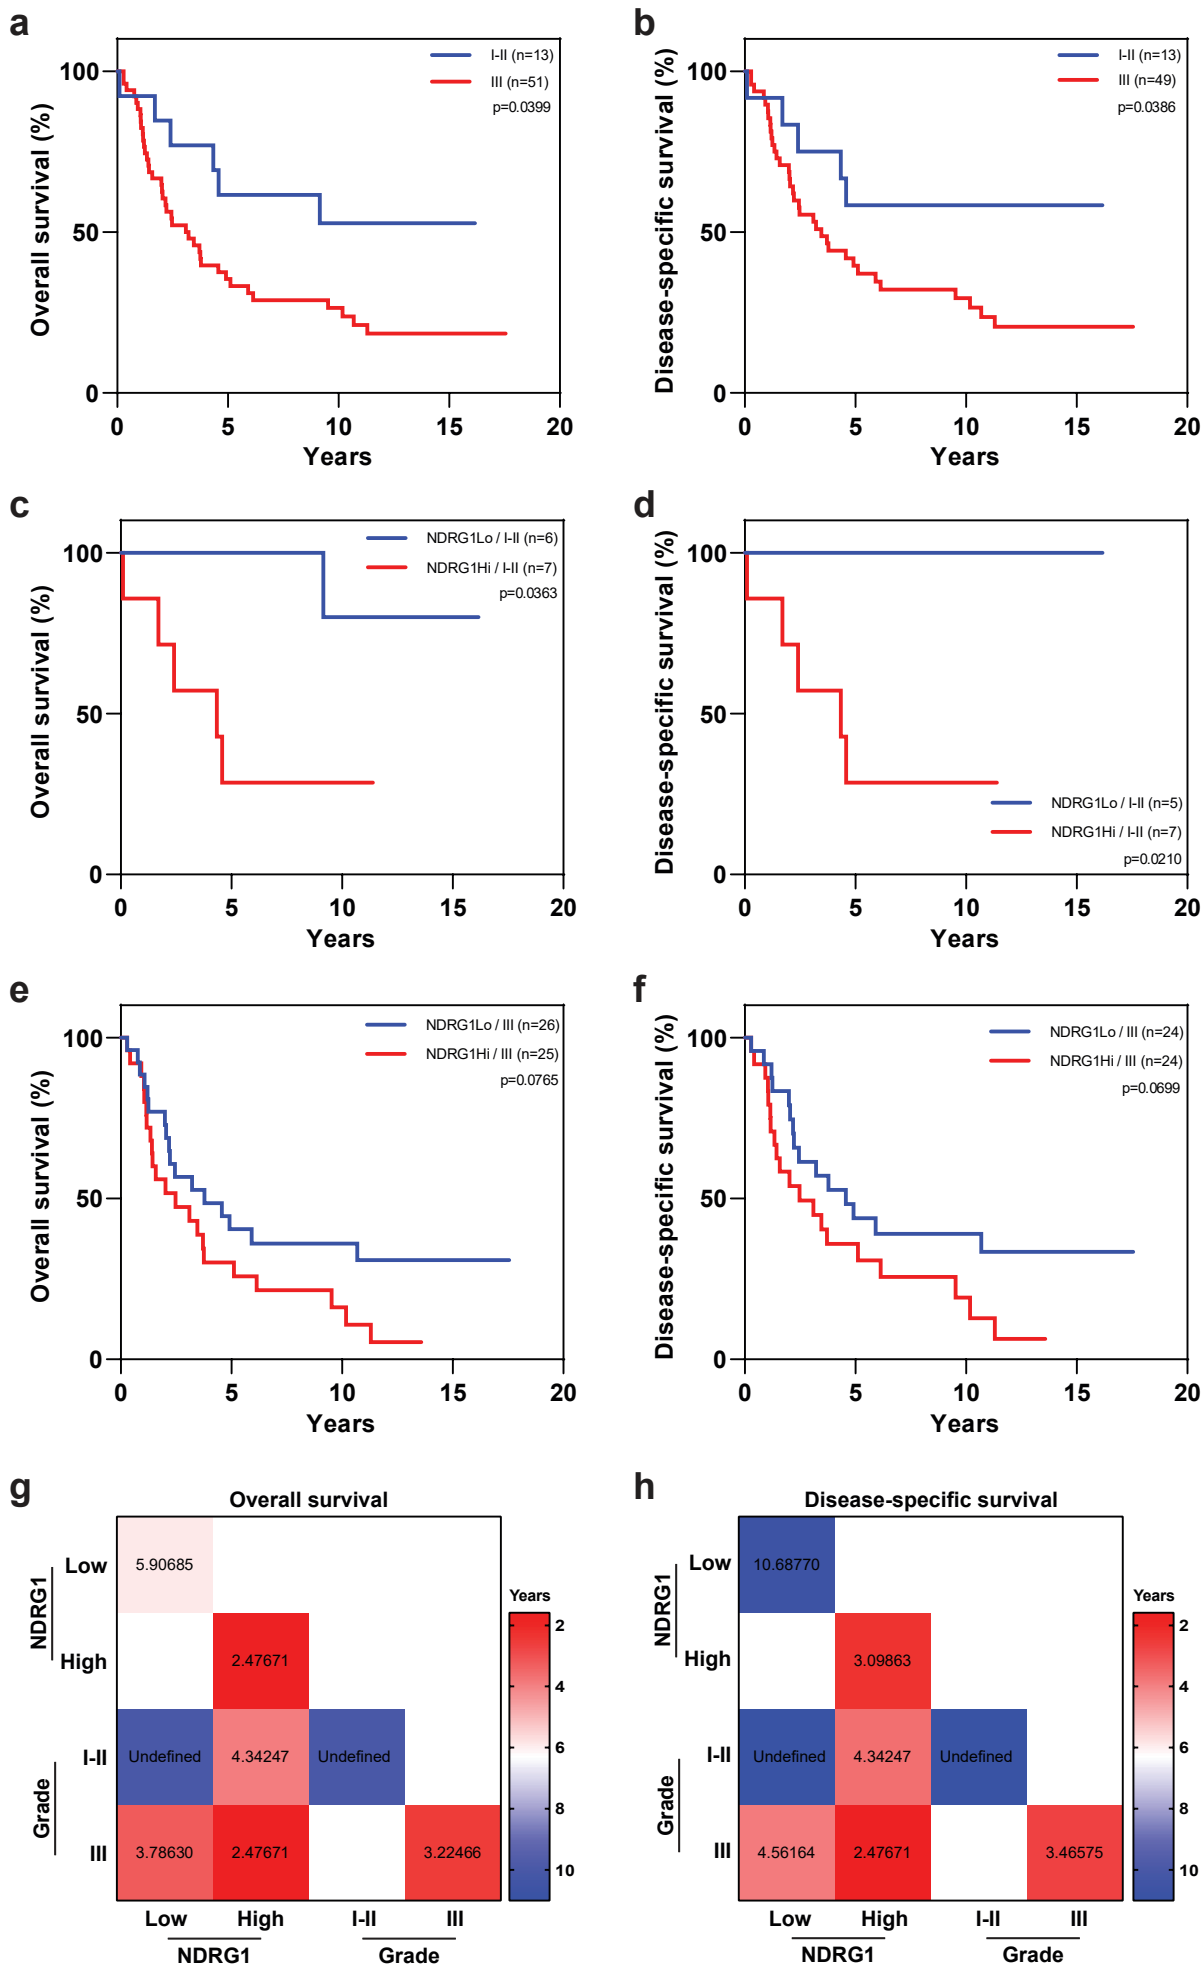 a
Overall survival (%)
100
50
0
0 5 10 15 20
Years
I-II (n=13)
III (n=51)
p=0.0399
b
Disease-specific survival (%)
100
50
0
0 5 10 15 20
Years
I-II (n=13)
III (n=49)
p=0.0386
c
Overall survival (%)
100
50
0
0 5 10 15 20
Years
NDRG1Lo / I-II (n=6)
NDRG1Hi / I-II (n=7)
p=0.0363
d
Disease-specific survival (%)
100
50
0
0 5 10 15 20
Years
NDRG1Lo / I-II (n=5)
NDRG1Hi / I-II (n=7)
p=0.0210
e
Overall survival (%)
100
50
0
0 5 10 15 20
Years
NDRG1Lo / III (n=26)
NDRG1Hi / III (n=25)
p=0.0765
f
Disease-specific survival (%)
100
50
0
0 5 10 15 20
Years
NDRG1Lo / III (n=24)
NDRG1Hi / III (n=24)
p=0.0699
g
Overall survival
NDRG1
Low
High
Grade
I-II
III
5.90685
2.47671
Undefined 4.34247 Undefined
3.78630 2.47671 3.22466
Low High I-II III
NDRG1 Grade
Years
2
4
6
8
10
h
Disease-specific survival
NDRG1
Low
High
Grade
I-II
III
10.68770
3.09863
Undefined 4.34247 Undefined
4.56164 2.47671 3.46575
Low High I-II III
NDRG1 Grade
Years
2
4
6
8
10